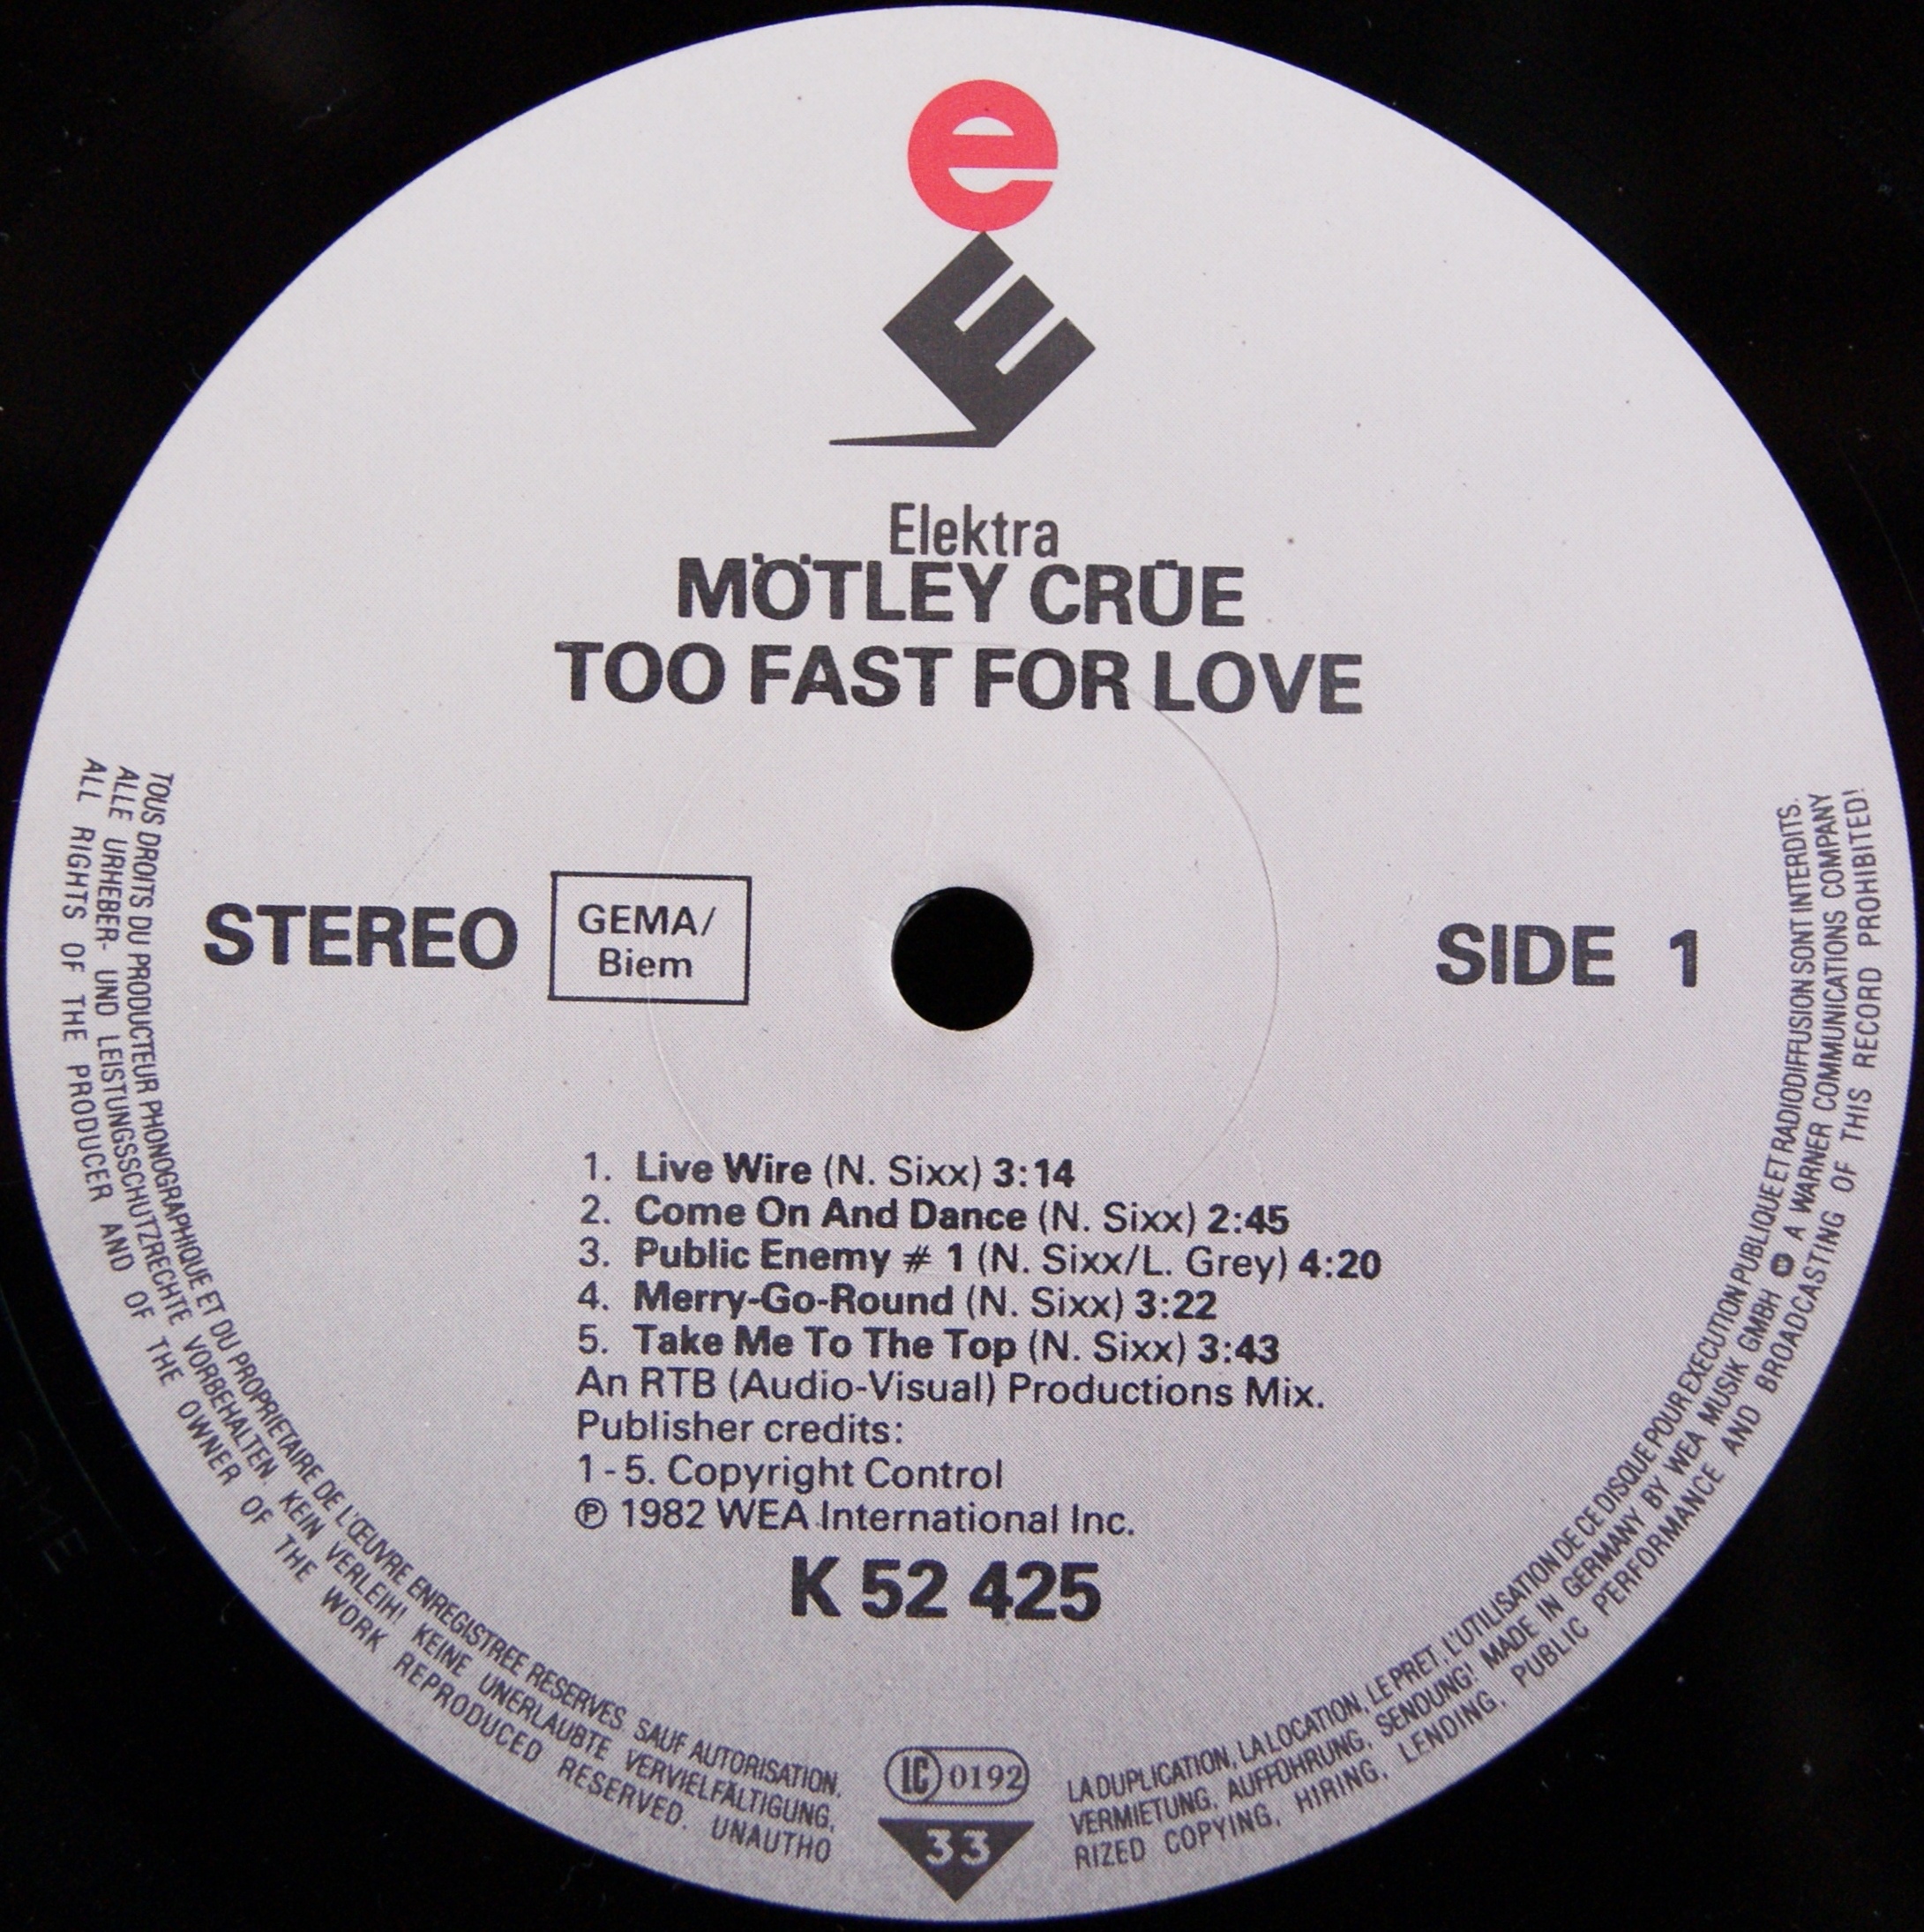 e
E
Elektra
MÖTLEY CRÜE
TOO FAST FOR LOVE
STEREO
GEMA/
Biem
SIDE 1
1. Live Wire (N. Sixx) 3:14
2. Come On And Dance (N. Sixx) 2:45
3. Public Enemy # 1 (N. Sixx/L. Grey) 4:20
4. Merry-Go-Round (N. Sixx) 3:22
5. Take Me To The Top (N. Sixx) 3:43
An RTB (Audio-Visual) Productions Mix.
Publisher credits:
1-5. Copyright Control
℗ 1982 WEA International Inc.
K 52 425
TOUS DROITS DU PRODUCTEUR PHONOGRAPHIQUE ET DU PROPRIETAIRE DE L'ŒUVRE ENREGISTREE RESERVES. SAUF AUTORISATION,
ALLE URHEBER- UND LEISTUNGSSCHUTZRECHTE VORBEHALTEN. KEIN VERLEIH! KEINE UNERLAUBTE VERVIELFÄLTIGUNG,
ALL RIGHTS OF THE PRODUCER AND OF THE OWNER OF THE WORK REPRODUCED RESERVED. UNAUTHO
LC 0192
33
LA DUPLICATION, LA LOCATION, LE PRET, L'UTILISATION DE CE DISQUE POUR EXECUTION PUBLIQUE ET RADIODIFFUSION SONT INTERDITS.
VERMIETUNG, AUFFÜHRUNG, SENDUNG! MADE IN GERMANY BY WEA MUSIK GMBH A WARNER COMMUNICATIONS COMPANY
RIZED COPYING, HIRING, LENDING, PUBLIC PERFORMANCE AND BROADCASTING OF THIS RECORD PROHIBITED!